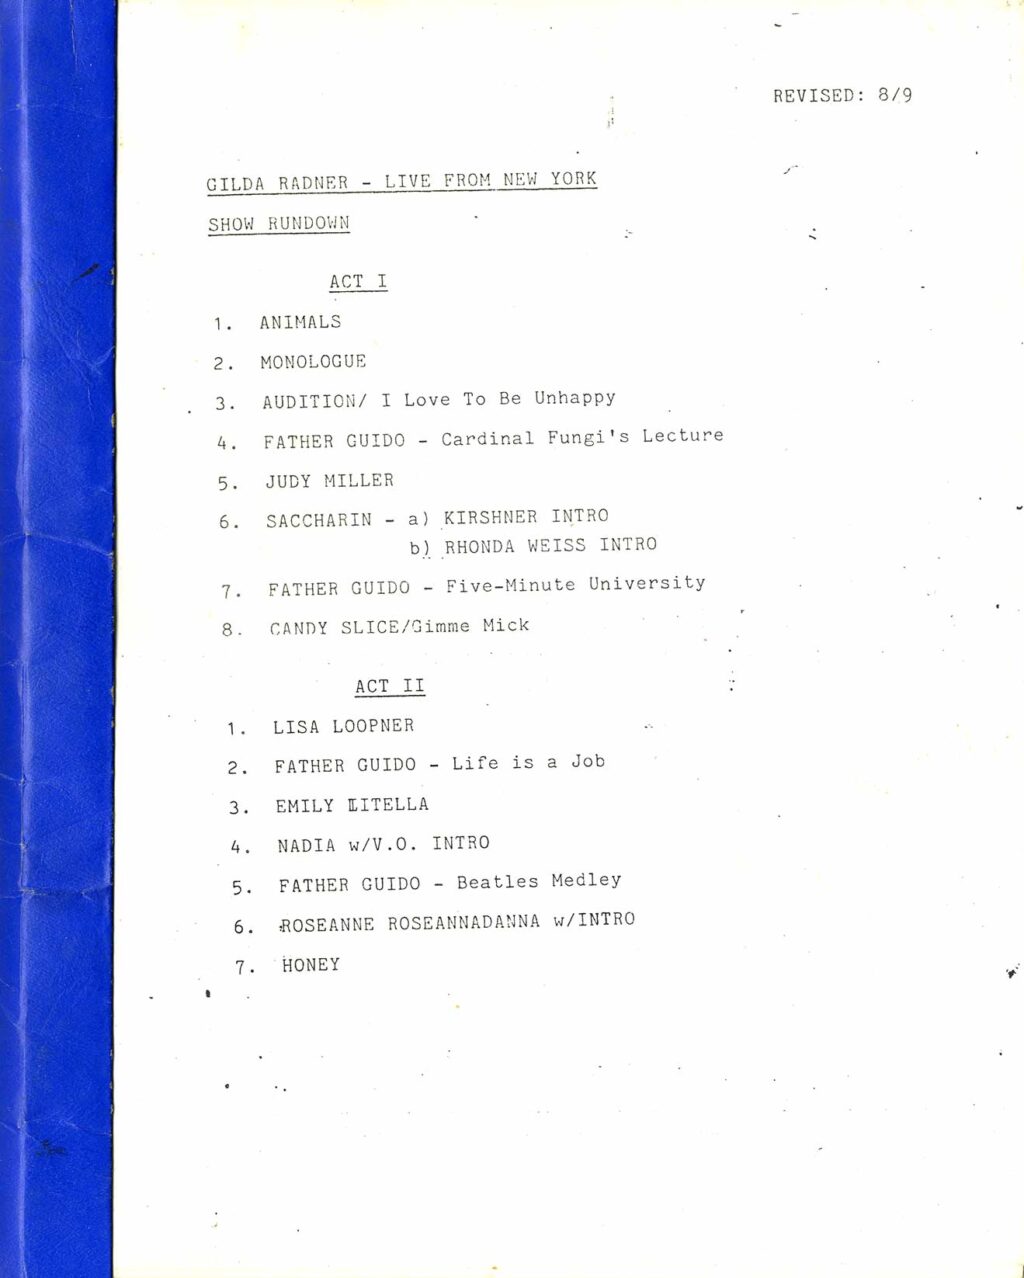 REVISED: 8/9
GILDA RADNER - LIVE FROM NEW YORK
SHOW RUNDOWN
ACT I
1. ANIMALS
2. MONOLOGUE
3. AUDITION/ I Love To Be Unhappy
4. FATHER GUIDO - Cardinal Fungi's Lecture
5. JUDY MILLER
6. SACCHARIN - a) KIRSHNER INTRO
b) RHONDA WEISS INTRO
7. FATHER GUIDO - Five-Minute University
8. CANDY SLICE/Gimme Mick
ACT II
1. LISA LOOPNER
2. FATHER GUIDO - Life is a Job
3. EMILY LITELLA
4. NADIA w/V.O. INTRO
5. FATHER GUIDO - Beatles Medley
6. ROSEANNE ROSEANNADANNA w/INTRO
7. HONEY